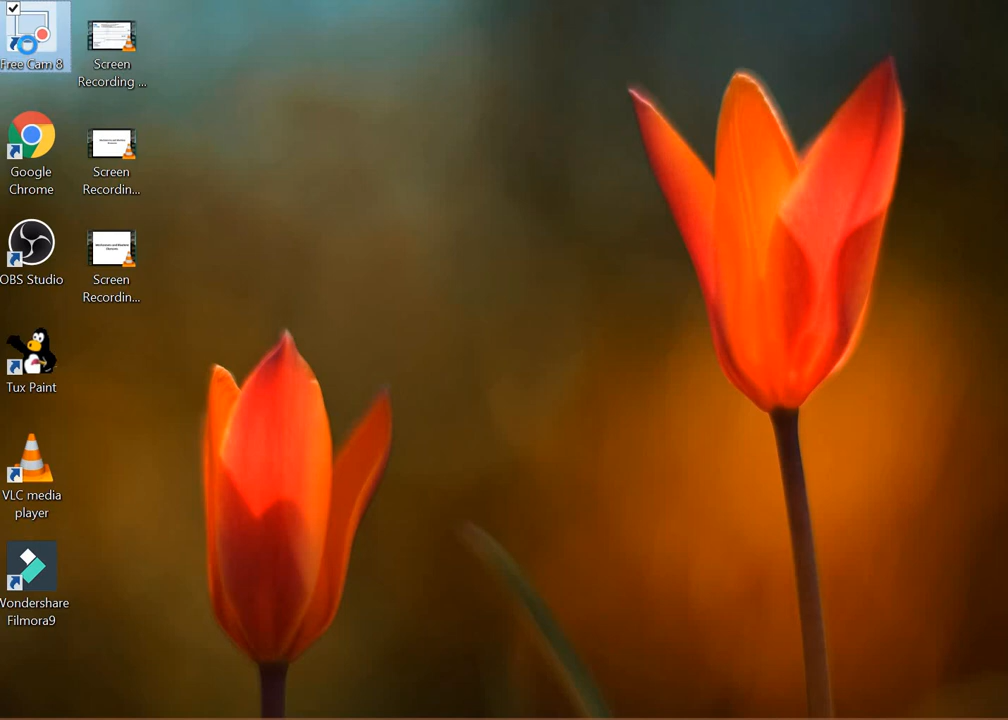 Free Cam 8
Google
Chrome
OBS Studio
Tux Paint
VLC media
player
Wondershare
Filmora9
Screen
Recording ...
Screen
Recordin...
Screen
Recordin...